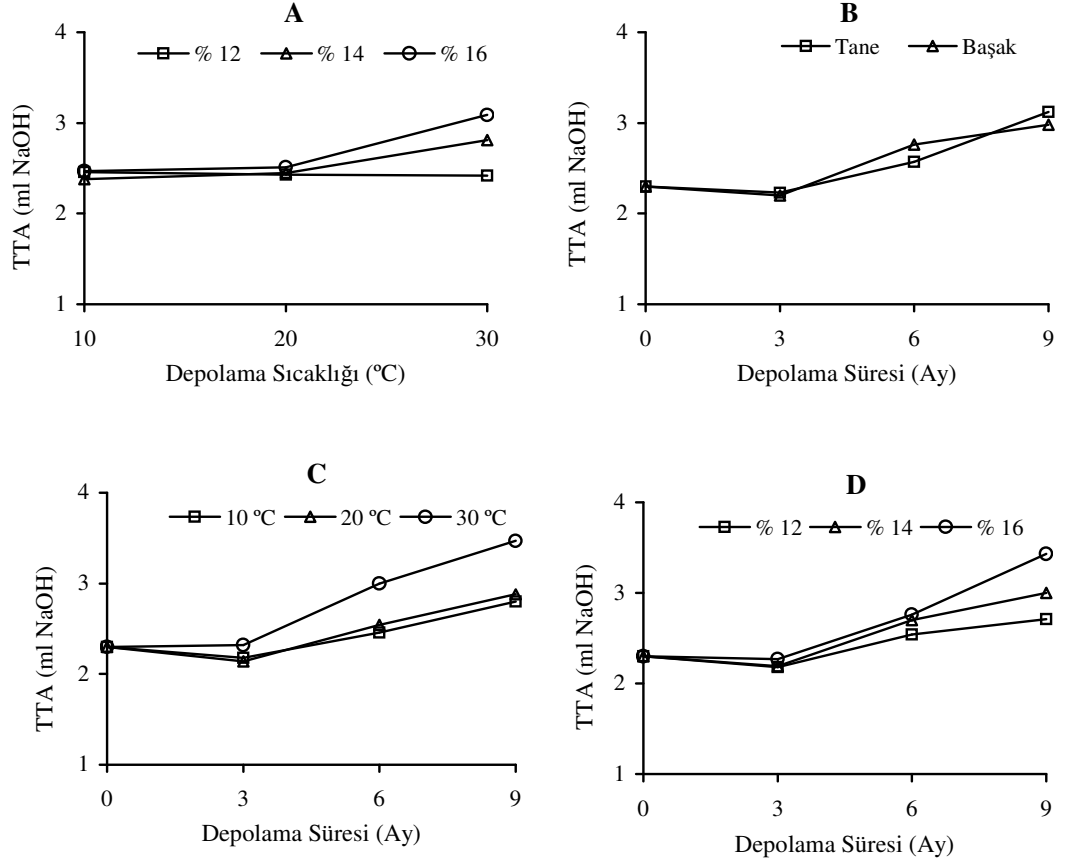 A
% 12 % 14 % 16
4
3
2
1
TTA (ml NaOH)
10 20 30
Depolama Sıcaklığı (ºC)
B
Tane Başak
4
3
2
1
TTA (ml NaOH)
0 3 6 9
Depolama Süresi (Ay)
C
10 ºC 20 ºC 30 ºC
4
3
2
1
TTA (ml NaOH)
0 3 6 9
Depolama Süresi (Ay)
D
% 12 % 14 % 16
4
3
2
1
TTA (ml NaOH)
0 3 6 9
Depolama Süresi (Ay)